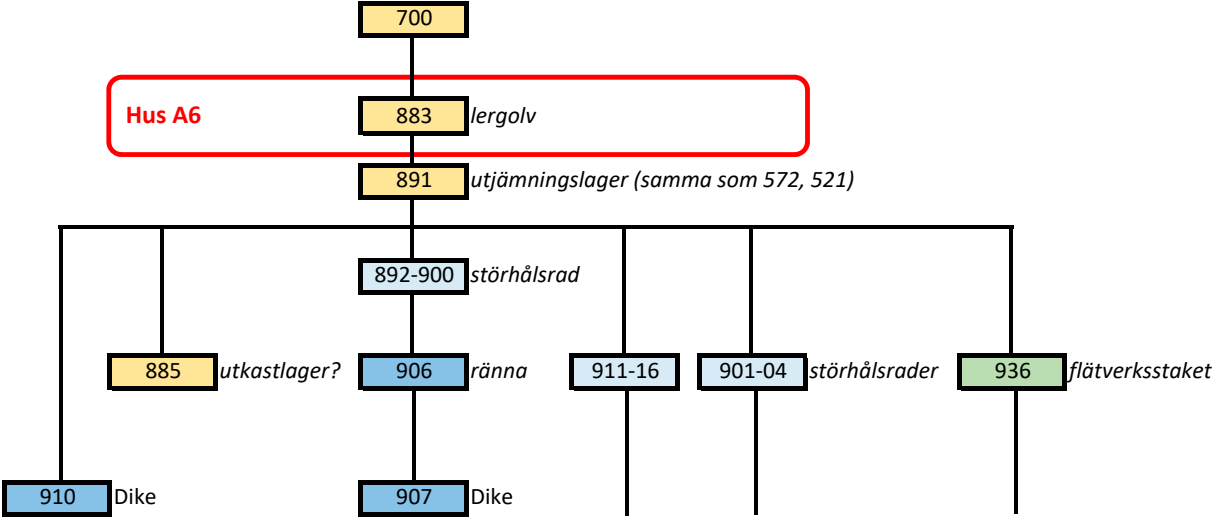 700
Hus A6
883 lergolv
891 utjämningslager (samma som 572, 521)
892-900 störhålsrad
885 utkastlager?
906 ränna
911-16
901-04 störhålsrader
936 flätverksstaket
910 Dike
907 Dike